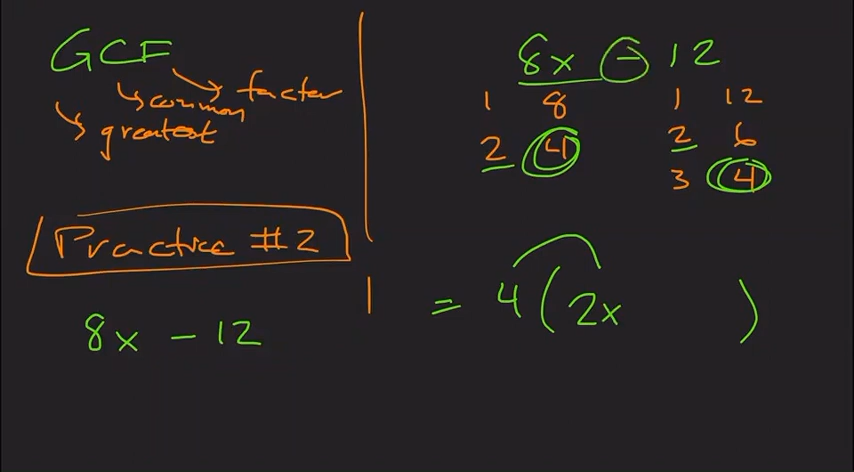 GCF
factor
common
greatest
Practice #2
8x - 12
8x - 12
1 8 1 12
2 4 2 6
3 4
= 4(2x )